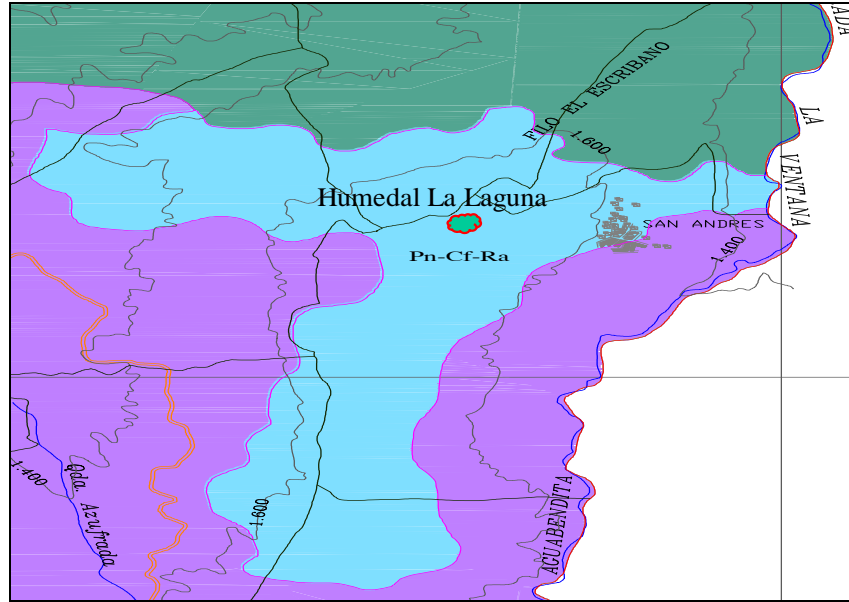 ADA
LA
VENTANA
FILO EL ESCRIBANO
1.600
Humedal La Laguna
SAN ANDRES
1.400
Pn-Cf-Ra
1.400
Qda. Azufrada
1.600
AGUABENDITA